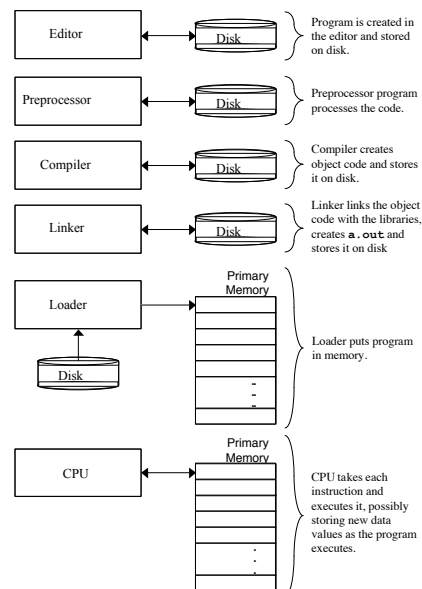 Editor
Disk
Program is created in
the editor and stored
on disk.
Preprocessor
Disk
Preprocessor program
processes the code.
Compiler
Disk
Compiler creates
object code and stores
it on disk.
Linker
Disk
Linker links the object
code with the libraries,
creates a.out and
stores it on disk
Loader
Disk
Primary
Memory
Loader puts program
in memory.
CPU
Primary
Memory
CPU takes each
instruction and
executes it, possibly
storing new data
values as the program
executes.